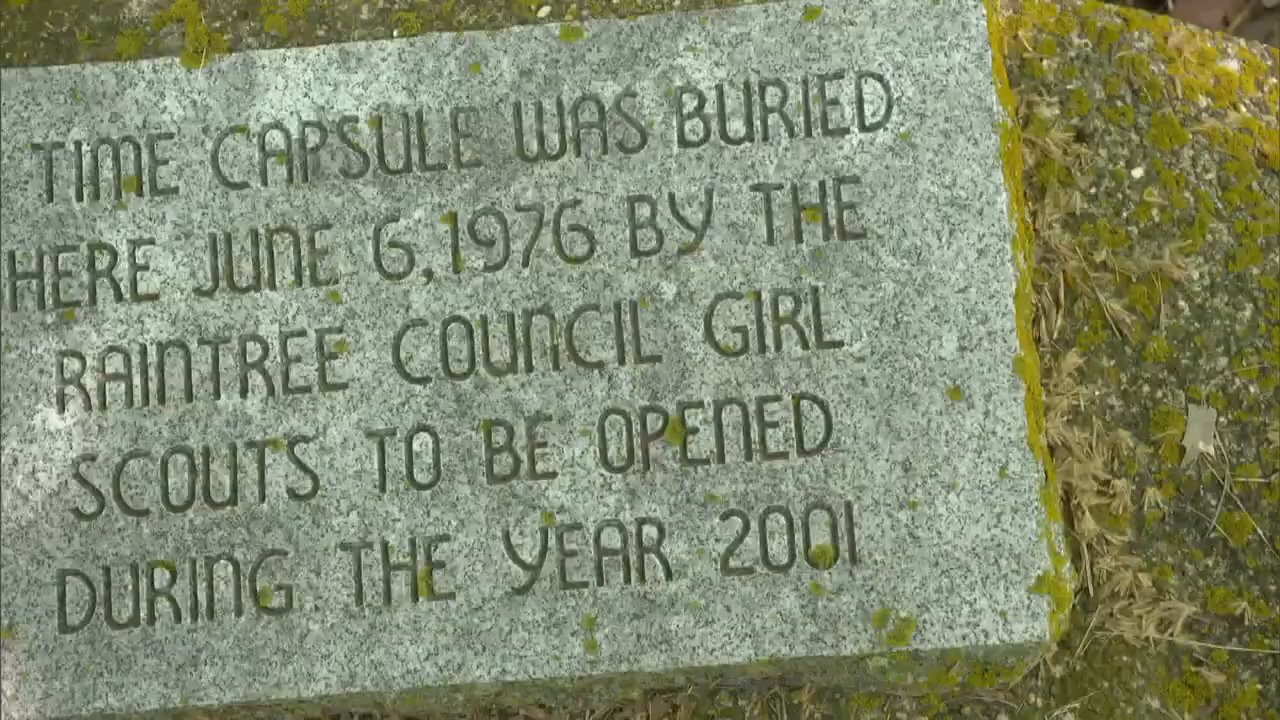 TIME CAPSULE WAS BURIED
HERE JUNE 6,1976 BY THE
RAINTREE COUNCIL GIRL
SCOUTS TO BE OPENED
DURING THE YEAR 2001